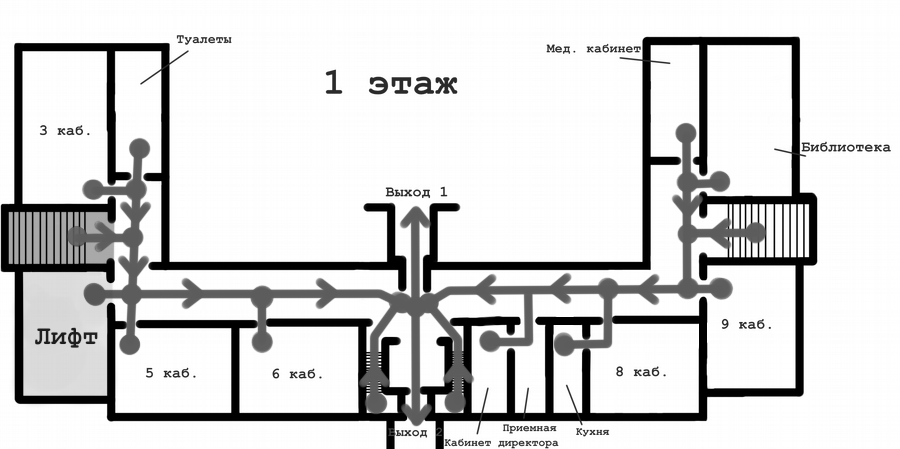 Туалеты
Мед. кабинет
1 этаж
3 каб.
Библиотека
Выход 1
Лифт
9 каб.
5 каб.
6 каб.
8 каб.
Выход 2
Приемная
Кухня
Кабинет директора